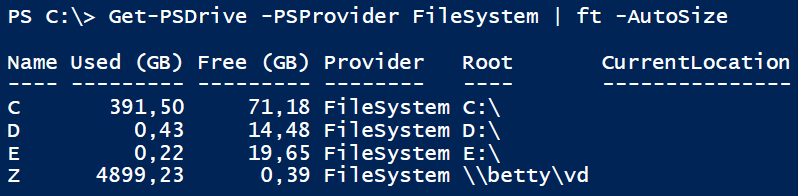 PS C:\> Get-PSDrive -PSProvider FileSystem | ft -AutoSize
Name Used (GB) Free (GB) Provider   Root      CurrentLocation
---- --------- --------- --------   ----      ---------------
C       391,50     71,18 FileSystem C:\
D         0,43     14,48 FileSystem D:\
E         0,22     19,65 FileSystem E:\
Z      4899,23      0,39 FileSystem \\betty\vd